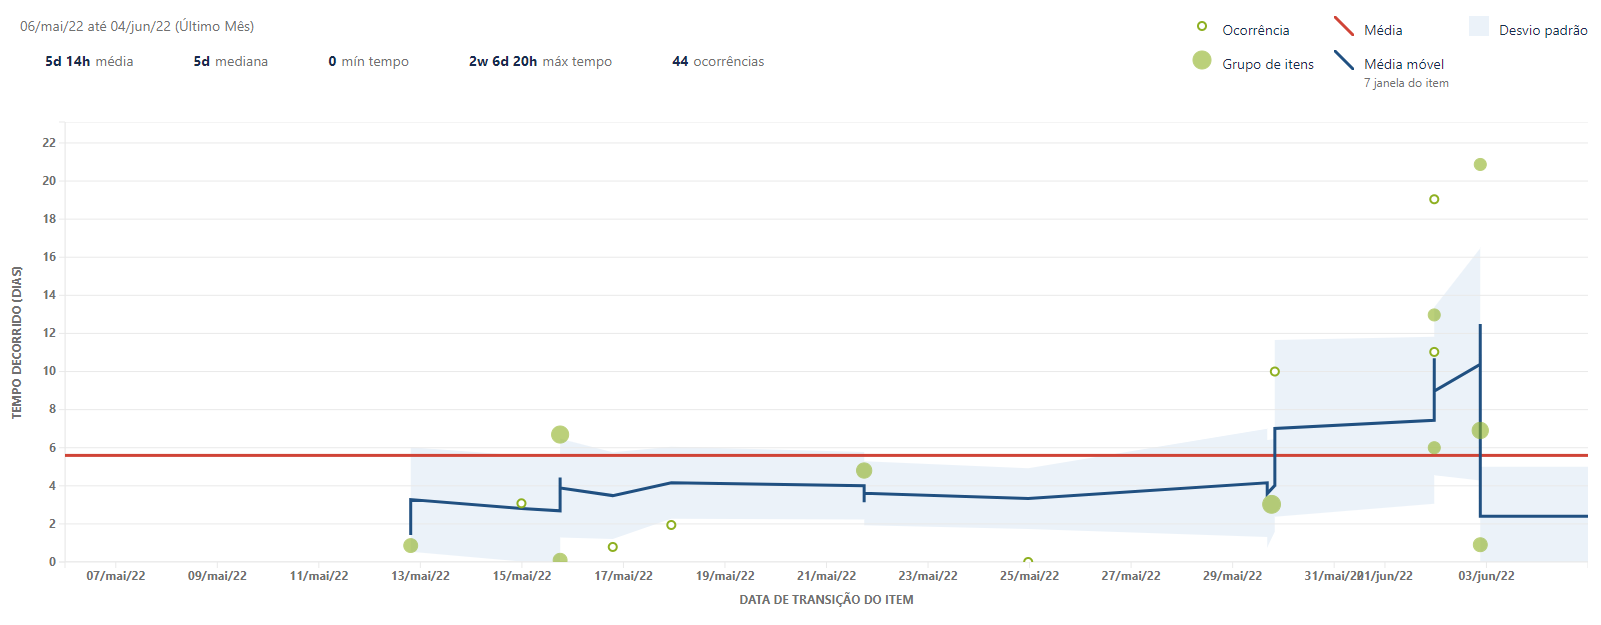 06/mai/22 até 04/jun/22 (Último Mês)
5d 14h média
5d mediana
0 mín tempo
2w 6d 20h máx tempo
44 ocorrências
Ocorrência
Média
Desvio padrão
Grupo de itens
Média móvel
7 janela do item
TEMPO DECORRIDO (DIAS)
22
20
18
16
14
12
10
8
6
4
2
0
07/mai/22
09/mai/22
11/mai/22
13/mai/22
15/mai/22
17/mai/22
19/mai/22
21/mai/22
23/mai/22
25/mai/22
27/mai/22
29/mai/22
31/mai/22
01/jun/22
03/jun/22
DATA DE TRANSIÇÃO DO ITEM